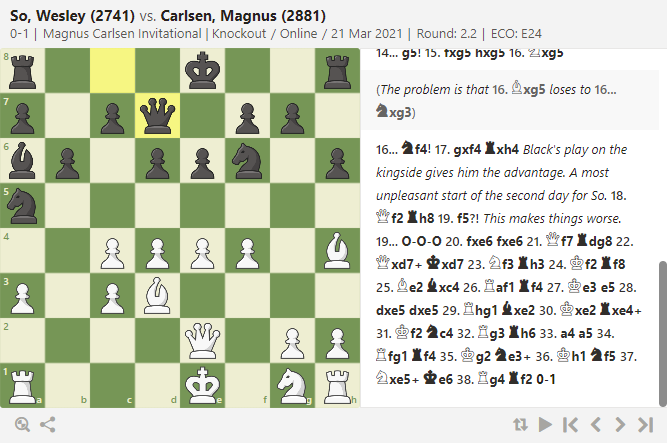 So, Wesley (2741) vs. Carlsen, Magnus (2881)
0-1 | Magnus Carlsen Invitational | Knockout / Online / 21 Mar 2021 | Round: 2.2 | ECO: E24
8
7
6
5
4
3
2
1 a b c d e f g h
14... g5! 15. fxg5 hxg5 16. ♘xg5
(The problem is that 16. ♗xg5 loses to 16...
♞xg3)
16... ♞f4! 17. gxf4 ♜xh4 Black's play on the
kingside gives him the advantage. A most
unpleasant start of the second day for So. 18.
♕f2 ♜h8 19. f5?! This makes things worse.
19... O-O-O 20. fxe6 fxe6 21. ♕f7 ♜dg8 22.
♕xd7+ ♚xd7 23. ♘f3 ♜h3 24. ♔f2 ♜f8
25. ♗e2 ♝xc4 26. ♖af1 ♜f4 27. ♔e3 e5 28.
dxe5 dxe5 29. ♖hg1 ♝xe2 30. ♔xe2 ♜xe4+
31. ♔f2 ♞c4 32. ♖g3 ♜h6 33. a4 a5 34.
♖fg1 ♜f4 35. ♔g2 ♞e3+ 36. ♔h1 ♞f5 37.
♘xe5+ ♚e6 38. ♖g4 ♜f2 0-1